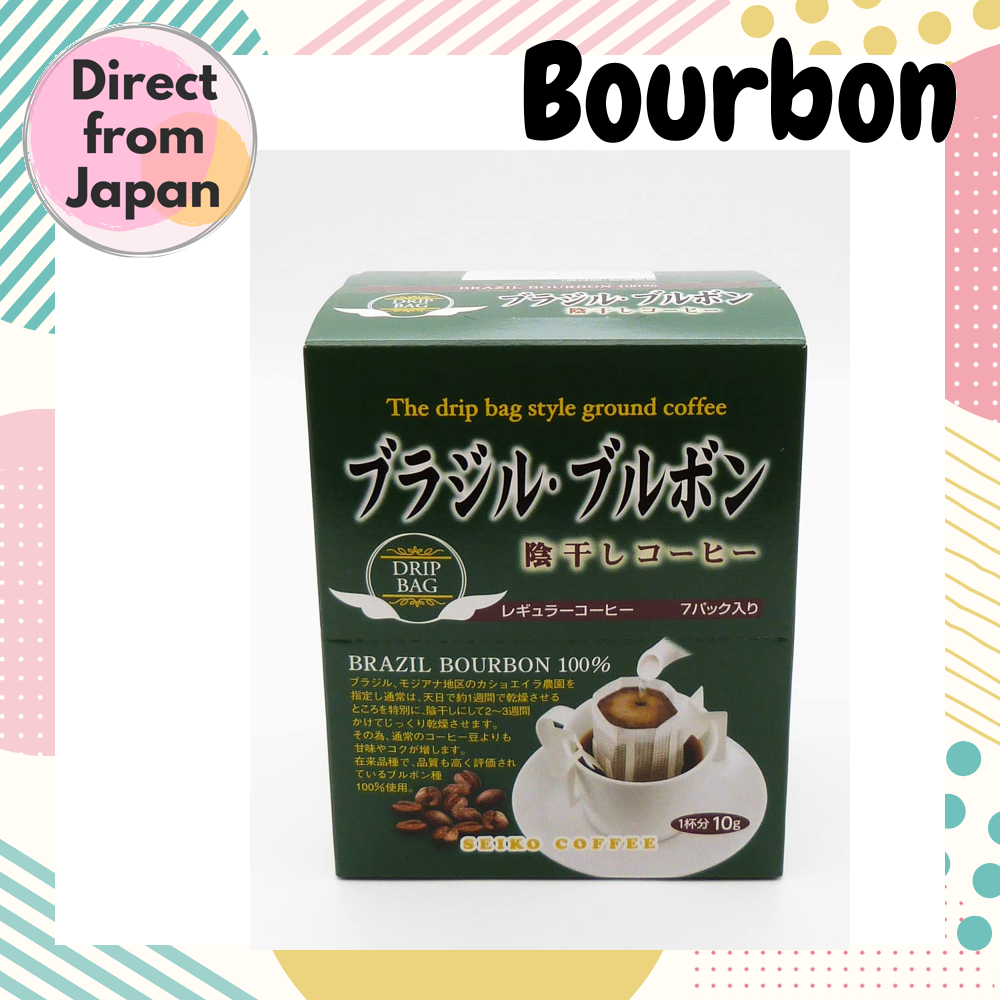 Direct
from
Japan
Bourbon
BRAZIL BOURBON 100%
DRIP
BAG
ブラジル・ブルボン
陰干しコーヒー
The drip bag style ground coffee
ブラジル・ブルボン
陰干しコーヒー
DRIP
BAG
レギュラーコーヒー 7パック入り
BRAZIL BOURBON 100%
ブラジル、モジアナ地区のカショエイラ農園を
指定し通常は、天日で約1週間で乾燥させる
ところを特別に、陰干しにして2〜3週間
かけてじっくり乾燥させます。
その為、通常のコーヒー豆よりも
甘味やコクが増します。
在来品種で、品質も高く評価され
ているブルボン種
100%使用。
1杯分 10g
SEIKO COFFEE